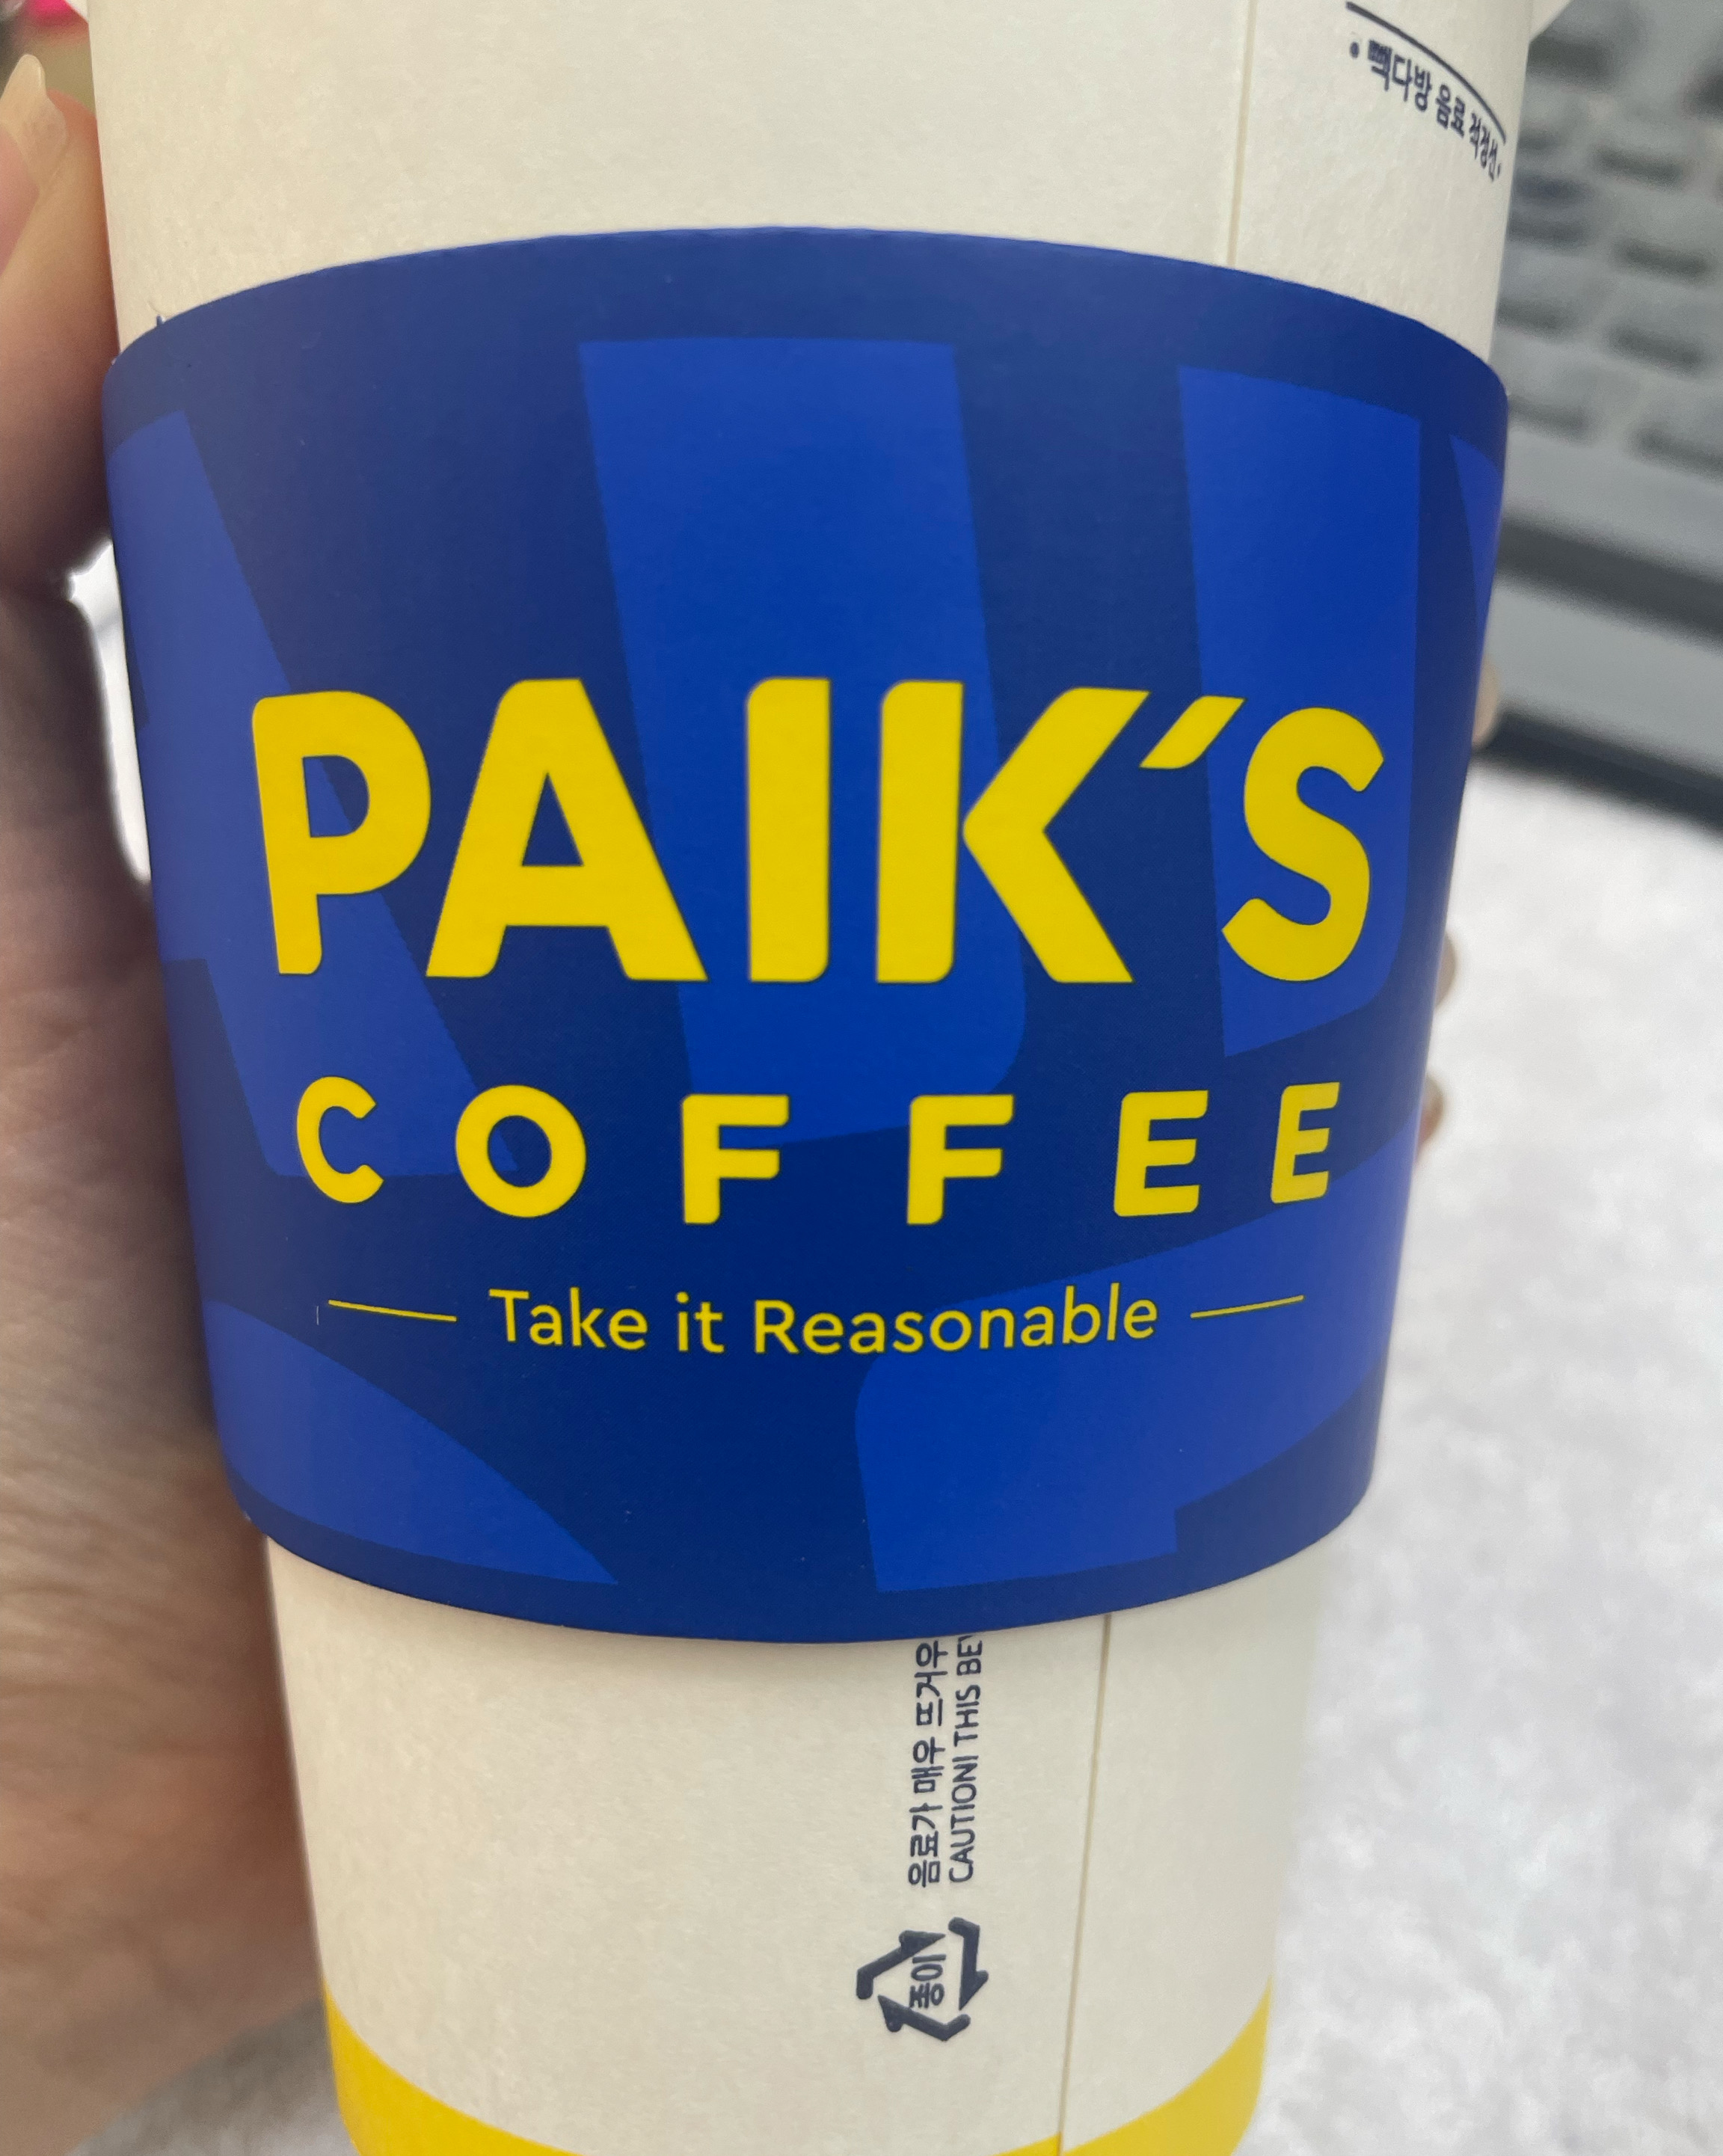 • 빽다방 음료 적정선 •
PAIK'S
COFFEE
Take it Reasonable
음료가 매우 뜨거우
CAUTION! THIS BEV
종이